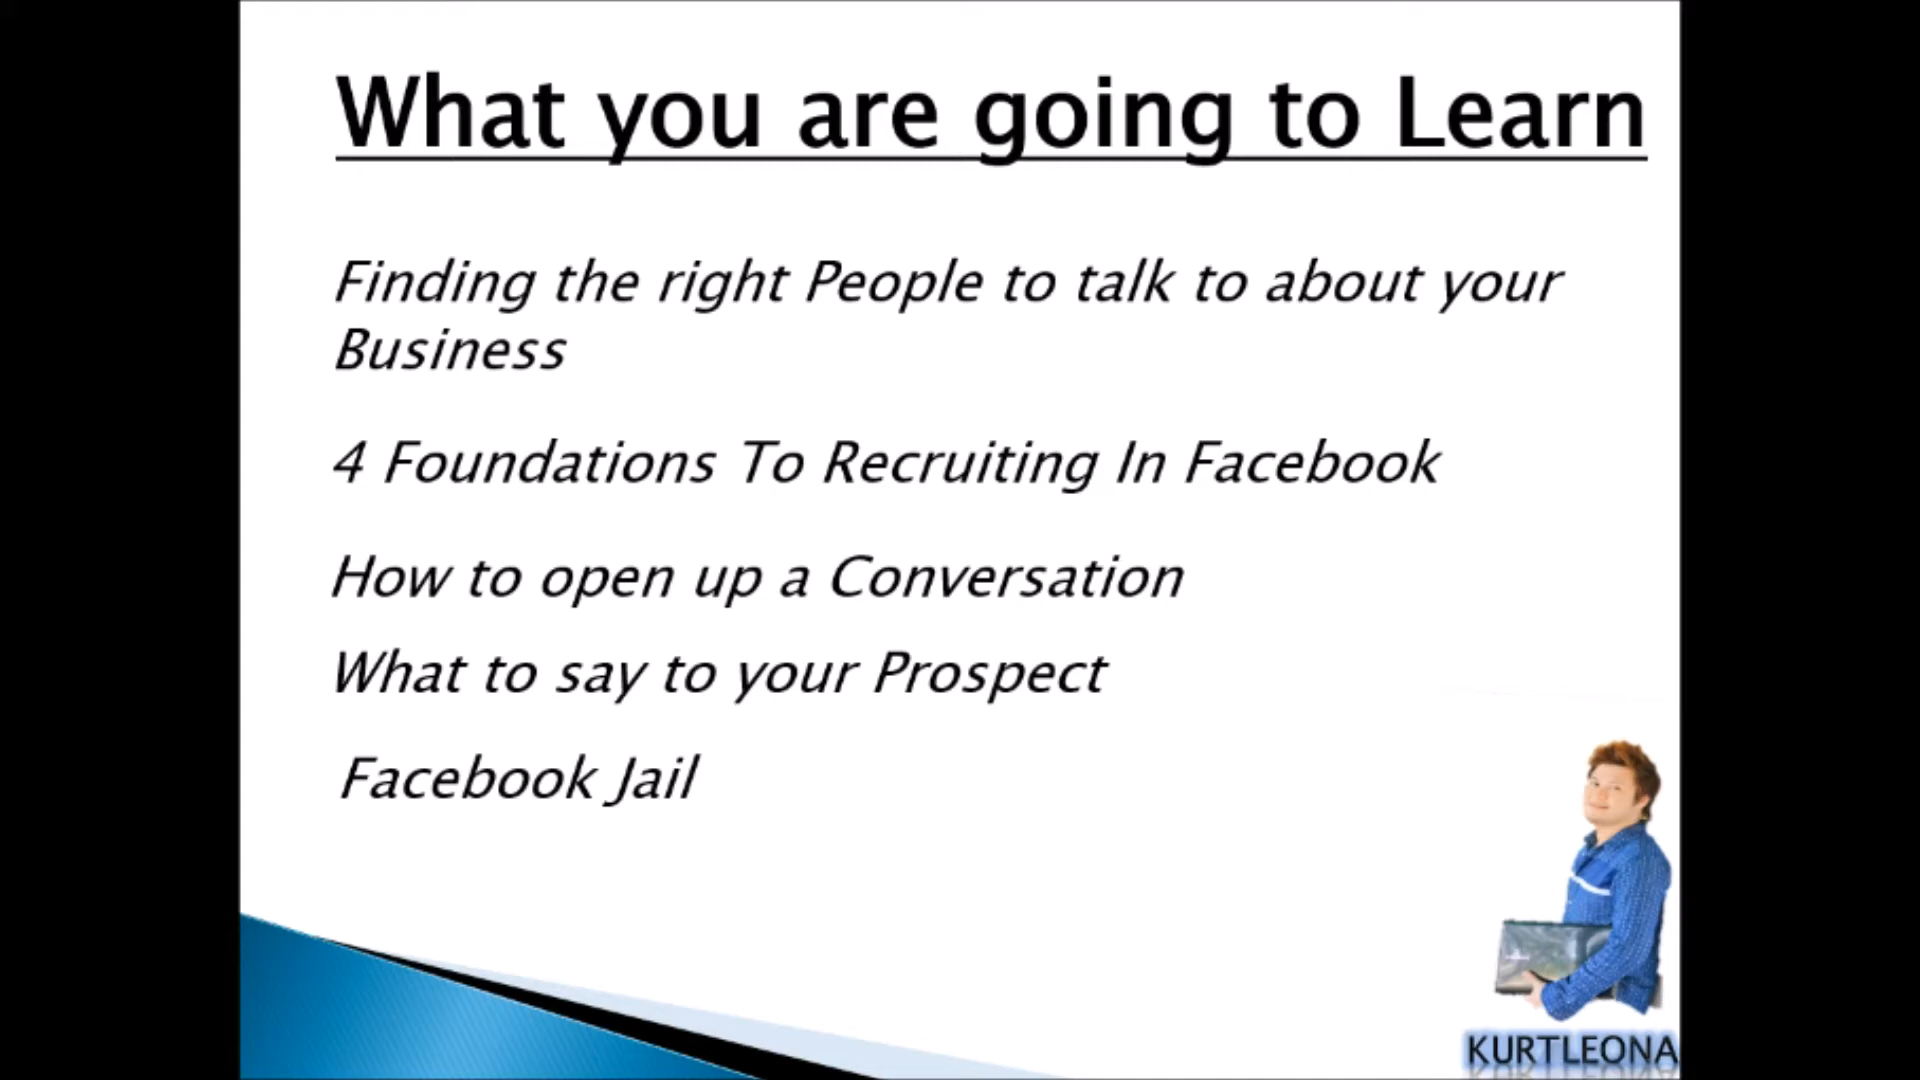 What you are going to Learn
Finding the right People to talk to about your
Business
4 Foundations To Recruiting In Facebook
How to open up a Conversation
What to say to your Prospect
Facebook Jail
KURTLEONA